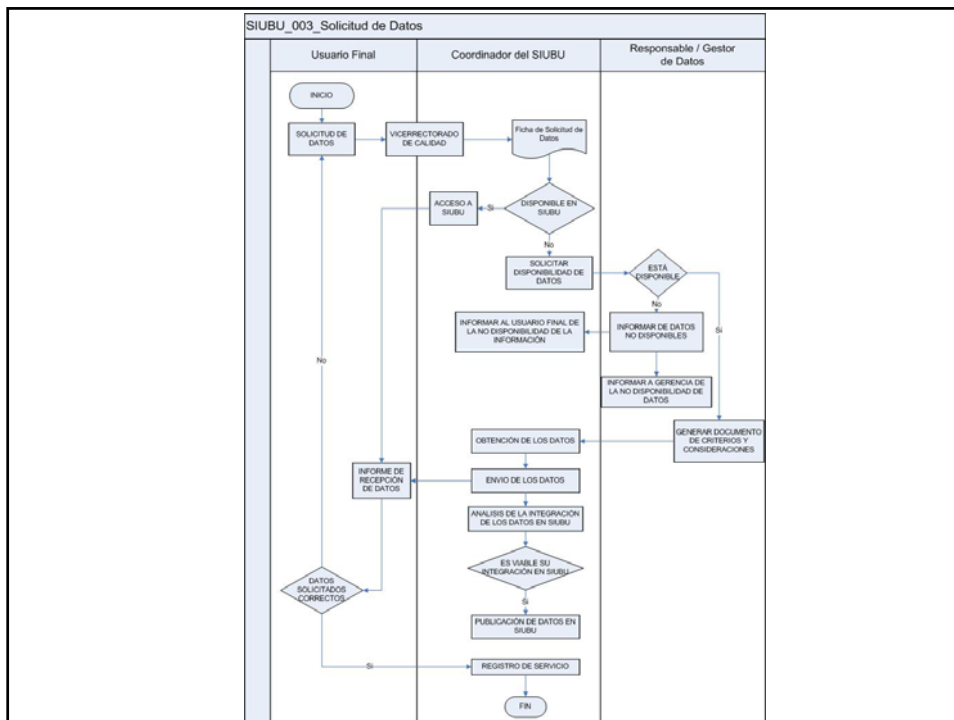 SIUBU_003_Solicitud de Datos
Usuario Final
Coordinador del SIUBU
Responsable / Gestor
de Datos
INICIO
SOLICITUD DE
DATOS
VICERRECTORADO
DE CALIDAD
Ficha de Solicitud de
Datos
ACCESO A
SIUBU
Si
DISPONIBLE EN
SIUBU
No
SOLICITAR
DISPONIBILIDAD DE
DATOS
ESTÁ
DISPONIBLE
No
Si
INFORMAR AL USUARIO FINAL DE
LA NO DISPONIBILIDAD DE LA
INFORMACIÓN
INFORMAR DE DATOS
NO DISPONIBLES
No
INFORMAR A GERENCIA DE
LA NO DISPONIBILIDAD DE
DATOS
GENERAR DOCUMENTO
DE CRITERIOS Y
CONSIDERACIONES
OBTENCIÓN DE LOS DATOS
INFORME DE
RECEPCIÓN
DE DATOS
ENVIO DE LOS DATOS
ANALISIS DE LA INTEGRACIÓN
DE LOS DATOS EN SIUBU
ES VIABLE SU
INTEGRACIÓN EN SIUBU
DATOS
SOLICITADOS
CORRECTOS
Si
PUBLICACIÓN DE DATOS EN
SIUBU
Si
REGISTRO DE SERVICIO
FIN